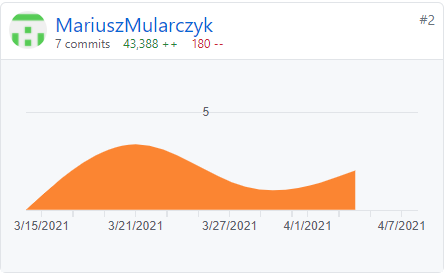 MariuszMularczyk
#2
7 commits 43,388 ++ 180 --
5
3/15/2021 3/21/2021 3/27/2021 4/1/2021 4/7/2021